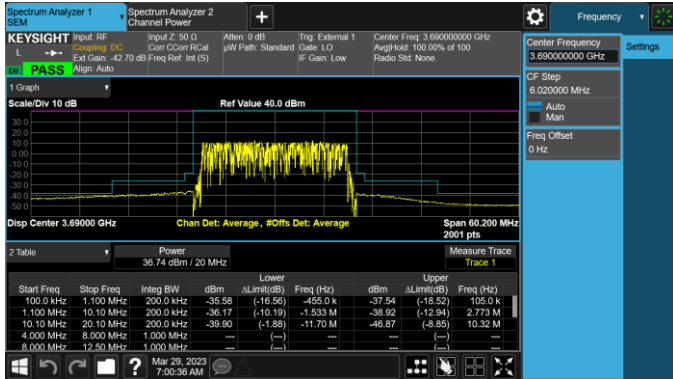 Spectrum Analyzer 1
SEM
Spectrum Analyzer 2
Channel Power
Frequency
KEYSIGHT
L
LXI
PASS
Input: RF
Coupling: DC
Ext Gain: -42.70 dB
Align: Auto
Input Z: 50 Ω
Corr CCorr RCal
Freq Ref: Int (S)
Atten: 0 dB
µW Path: Standard
Trig: External 1
Gate: LO
IF Gain: Low
Center Freq: 3.690000000 GHz
Avg|Hold: 100.00% of 100
Radio Std: None
Center Frequency
3.690000000 GHz
Settings
CF Step
6.020000 MHz
Auto
Man
Freq Offset
0 Hz
1 Graph
Scale/Div 10 dB
Ref Value 40.0 dBm
30.0
20.0
10.0
0.00
-10.0
-20.0
-30.0
-40.0
-50.0
Disp Center 3.69000 GHz
Chan Det: Average, #Offs Det: Average
Span 60.200 MHz
2001 pts
2 Table
Power
36.74 dBm / 20 MHz
Measure Trace
Trace 1
Lower Upper
Start Freq Stop Freq Integ BW dBm ΔLimit(dB) Freq (Hz) dBm ΔLimit(dB) Freq (Hz)
100.0 kHz 1.100 MHz 200.0 kHz -35.58 (-16.56) -455.0 k -37.54 (-18.52) 105.0 k
1.100 MHz 10.10 MHz 200.0 kHz -36.17 (-10.19) -1.533 M -38.92 (-12.94) 2.773 M
10.10 MHz 20.10 MHz 200.0 kHz -39.90 (-1.88) -11.70 M -46.87 (-8.85) 10.32 M
4.000 MHz 8.000 MHz 1.000 MHz --- (---) --- --- (---) ---
8.000 MHz 12.50 MHz 1.000 MHz --- (---) --- --- (---) ---
?
Mar 29, 2023
7:00:36 AM